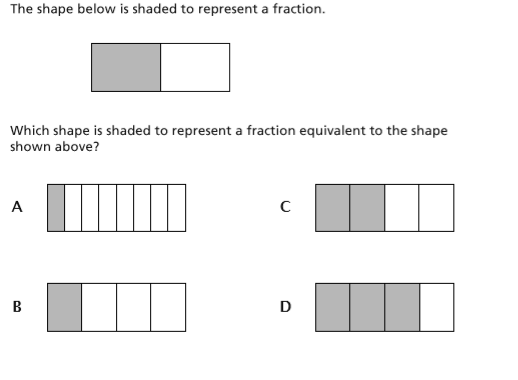 The shape below is shaded to represent a fraction.
Which shape is shaded to represent a fraction equivalent to the shape
shown above?
A
C
B
D